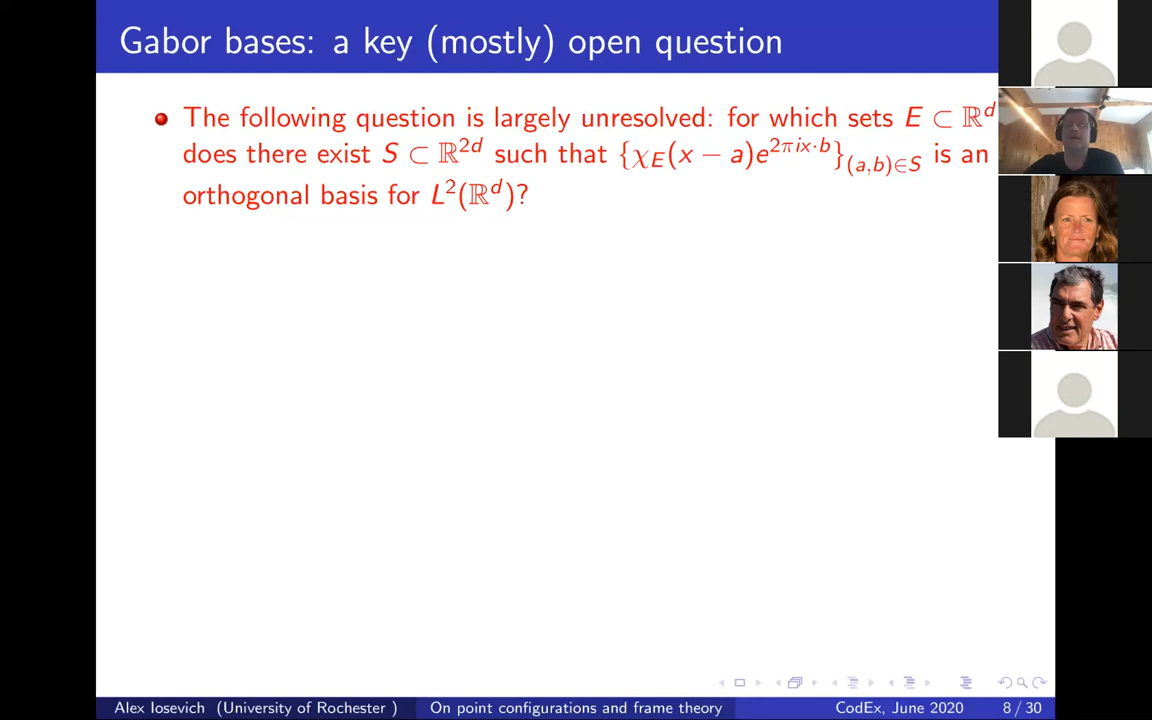 Gabor bases: a key (mostly) open question
The following question is largely unresolved: for which sets E ⊂ ℝ^d
does there exist S ⊂ ℝ^{2d} such that {χ_E(x − a)e^{2πix·b}}_{(a,b)∈S} is an
orthogonal basis for L²(ℝ^d)?
Alex Iosevich (University of Rochester ) On point configurations and frame theory CodEx, June 2020 8 / 30